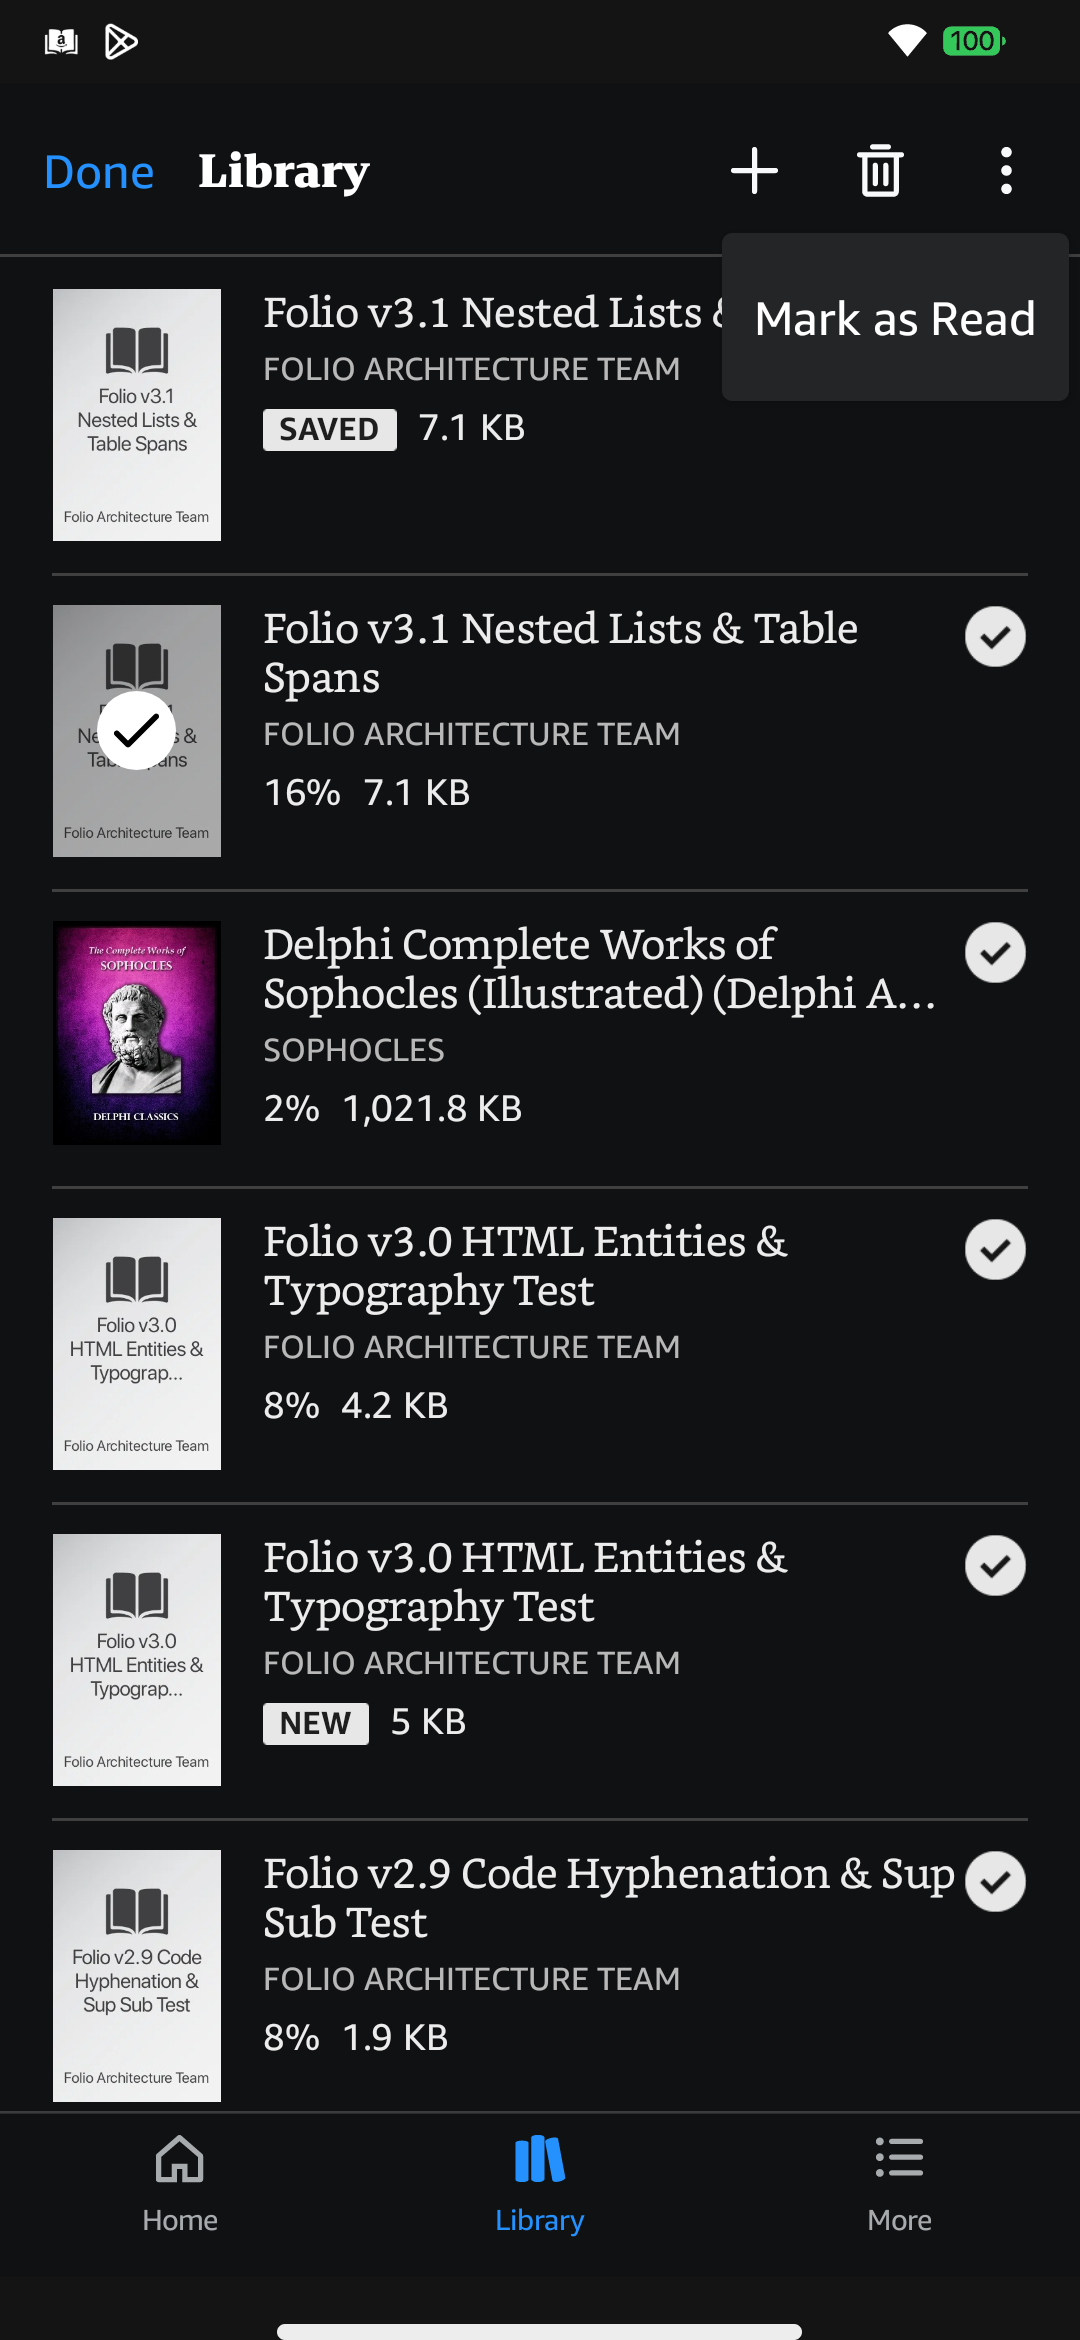 100
Done Library
Mark as Read
Folio v3.1 Nested Lists &
FOLIO ARCHITECTURE TEAM
SAVED 7.1 KB
Folio v3.1
Nested Lists &
Table Spans
Folio Architecture Team
Folio v3.1 Nested Lists & Table
Spans
FOLIO ARCHITECTURE TEAM
16% 7.1 KB
Folio Architecture Team
The Complete Works of
SOPHOCLES
DELPHI CLASSICS
Delphi Complete Works of
Sophocles (Illustrated) (Delphi A...
SOPHOCLES
2% 1,021.8 KB
Folio v3.0
HTML Entities &
Typograp...
Folio Architecture Team
Folio v3.0 HTML Entities &
Typography Test
FOLIO ARCHITECTURE TEAM
8% 4.2 KB
Folio v3.0
HTML Entities &
Typograp...
Folio Architecture Team
Folio v3.0 HTML Entities &
Typography Test
FOLIO ARCHITECTURE TEAM
NEW 5 KB
Folio v2.9 Code
Hyphenation &
Sup Sub Test
Folio Architecture Team
Folio v2.9 Code Hyphenation & Sup
Sub Test
FOLIO ARCHITECTURE TEAM
8% 1.9 KB
Home
Library
More